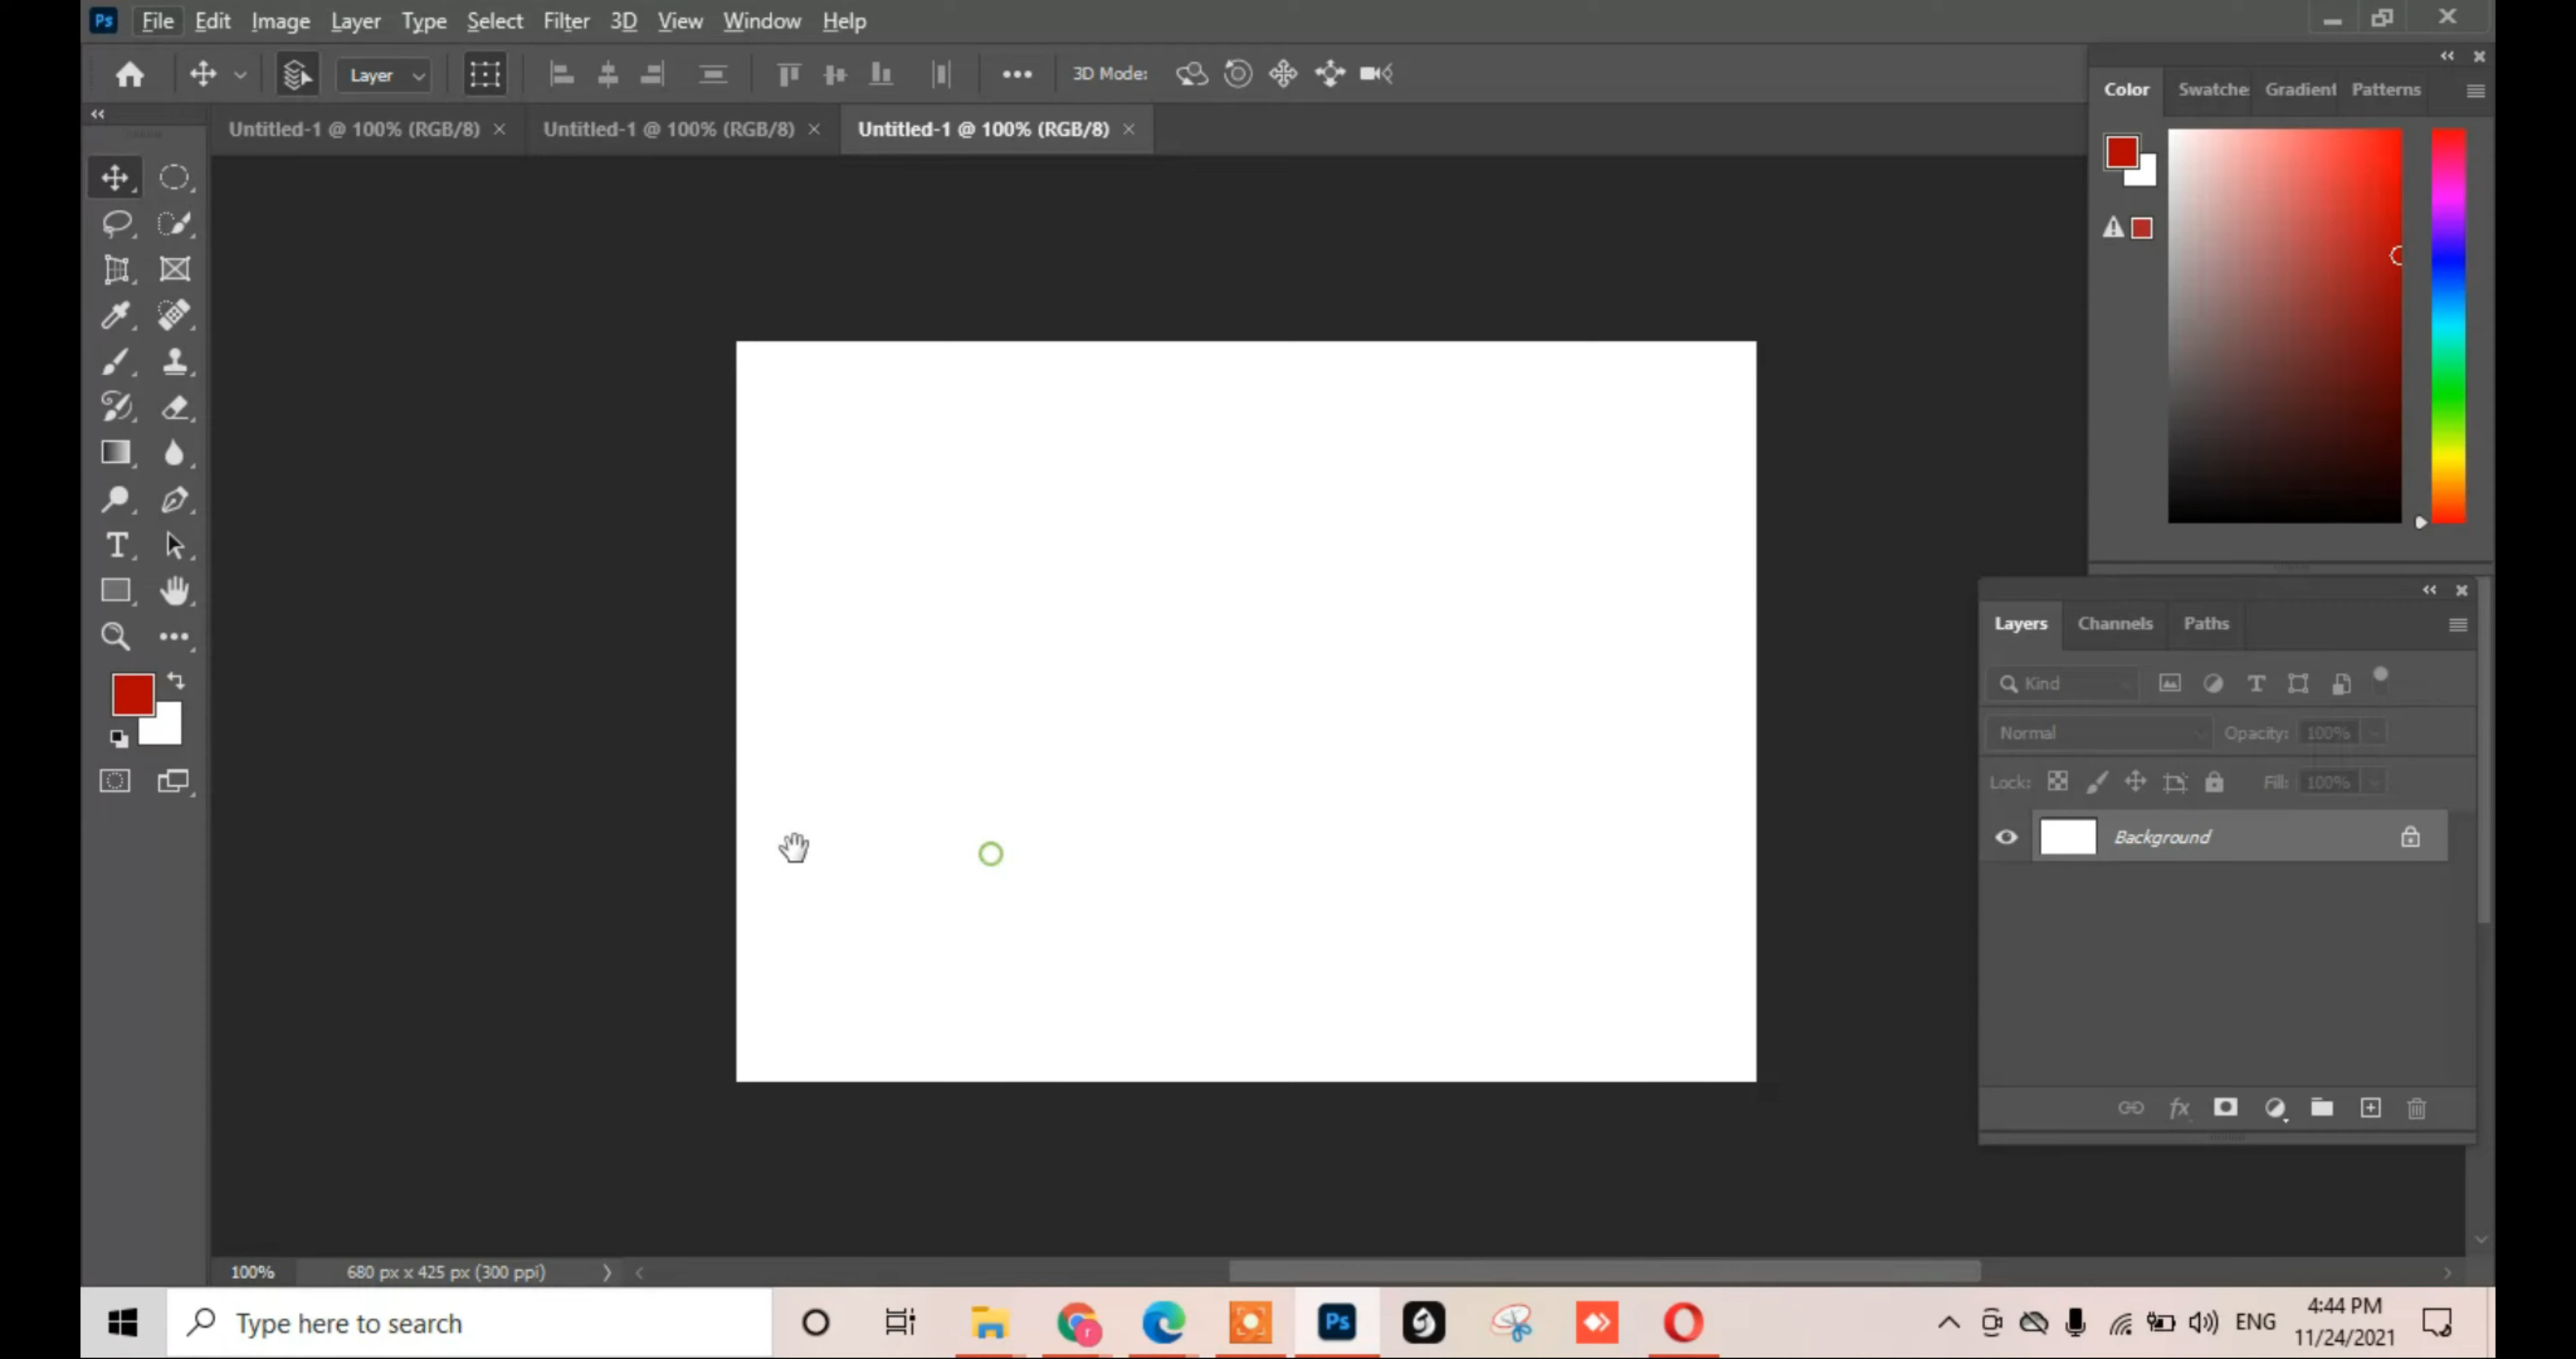 Ps File Edit Image Layer Type Select Filter 3D View Window Help
Layer 3D Mode:
Untitled-1 @ 100% (RGB/8) × Untitled-1 @ 100% (RGB/8) × Untitled-1 @ 100% (RGB/8) ×
Color Swatche Gradient Patterns
Layers Channels Paths
Kind
Normal Opacity: 100%
Lock: Fill: 100%
Background
fx
100% 680 px x 425 px (300 ppi)
Type here to search
r
Ps
ENG
4:44 PM
11/24/2021